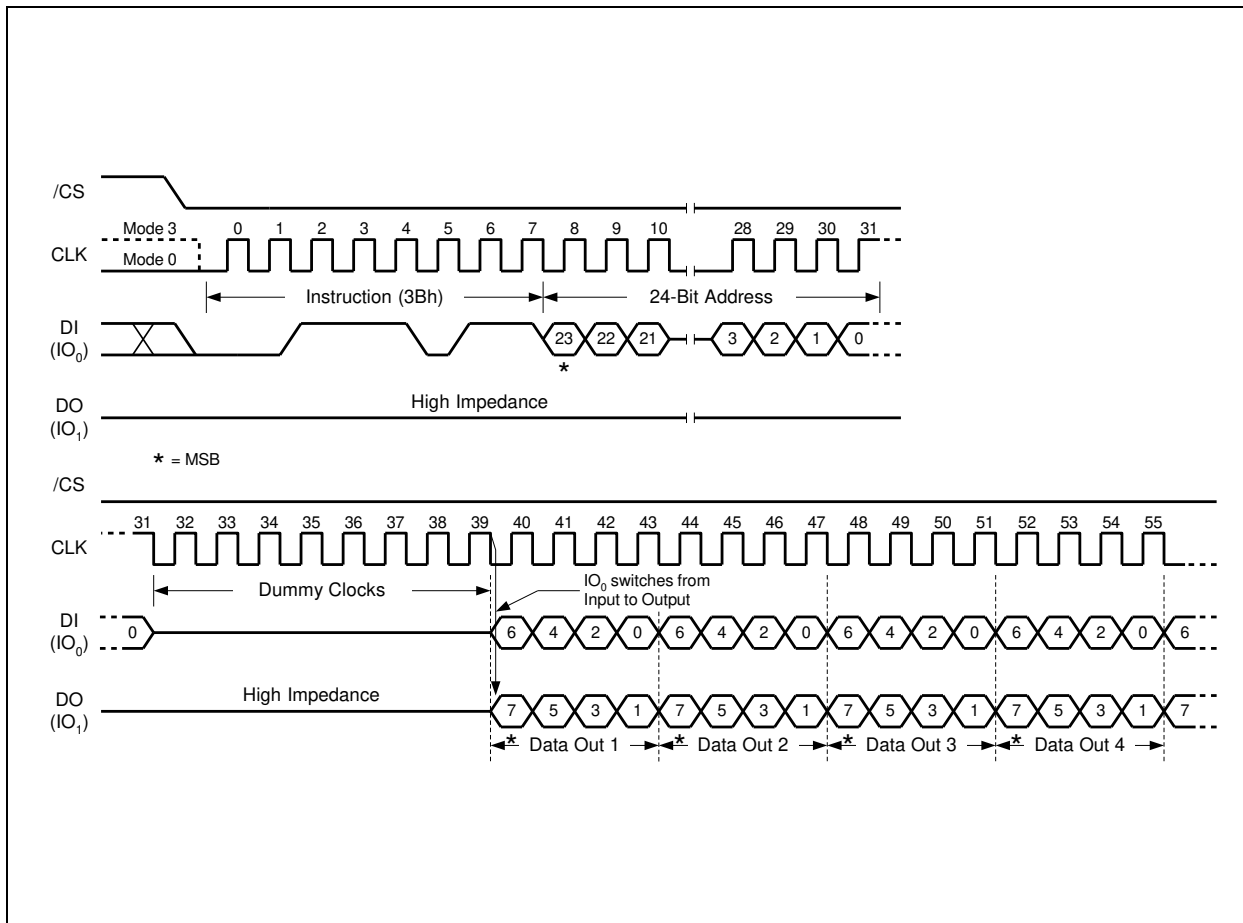 /CS
Mode 3
0 1 2 3 4 5 6 7 8 9 10 28 29 30 31
CLK
Mode 0
Instruction (3Bh)
24-Bit Address
DI
(IO0)
23 22 21 3 2 1 0
*
DO
(IO1)
High Impedance
* = MSB
/CS
31 32 33 34 35 36 37 38 39 40 41 42 43 44 45 46 47 48 49 50 51 52 53 54 55
CLK
Dummy Clocks
IO0 switches from
Input to Output
DI
(IO0)
0 6 4 2 0 6 4 2 0 6 4 2 0 6 4 2 0 6
DO
(IO1)
High Impedance
7 5 3 1 7 5 3 1 7 5 3 1 7 5 3 1 7
* Data Out 1 * Data Out 2 * Data Out 3 * Data Out 4